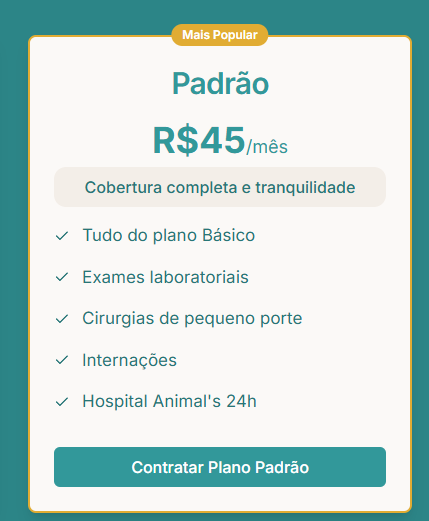 Mais Popular
Padrão
R$45/mês
Cobertura completa e tranquilidade
Tudo do plano Básico
Exames laboratoriais
Cirurgias de pequeno porte
Internações
Hospital Animal's 24h
Contratar Plano Padrão